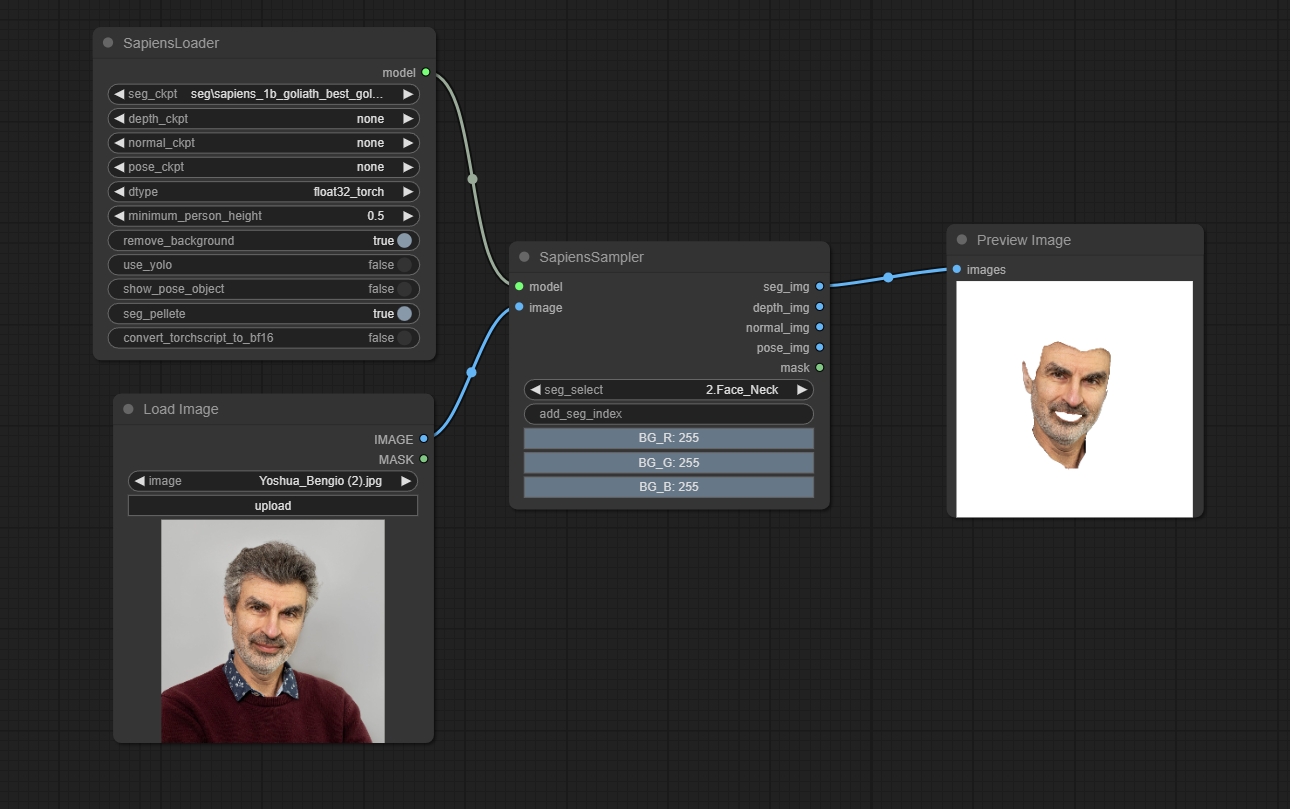 SapiensLoader
model
seg_ckpt seg\sapiens_1b_goliath_best_gol...
depth_ckpt none
normal_ckpt none
pose_ckpt none
dtype float32_torch
minimum_person_height 0.5
remove_background true
use_yolo false
show_pose_object false
seg_pellete true
convert_torchscript_to_bf16 false
Load Image
IMAGE
MASK
image Yoshua_Bengio (2).jpg
upload
SapiensSampler
model seg_img
image depth_img
normal_img
pose_img
mask
seg_select 2.Face_Neck
add_seg_index
BG_R: 255
BG_G: 255
BG_B: 255
Preview Image
images